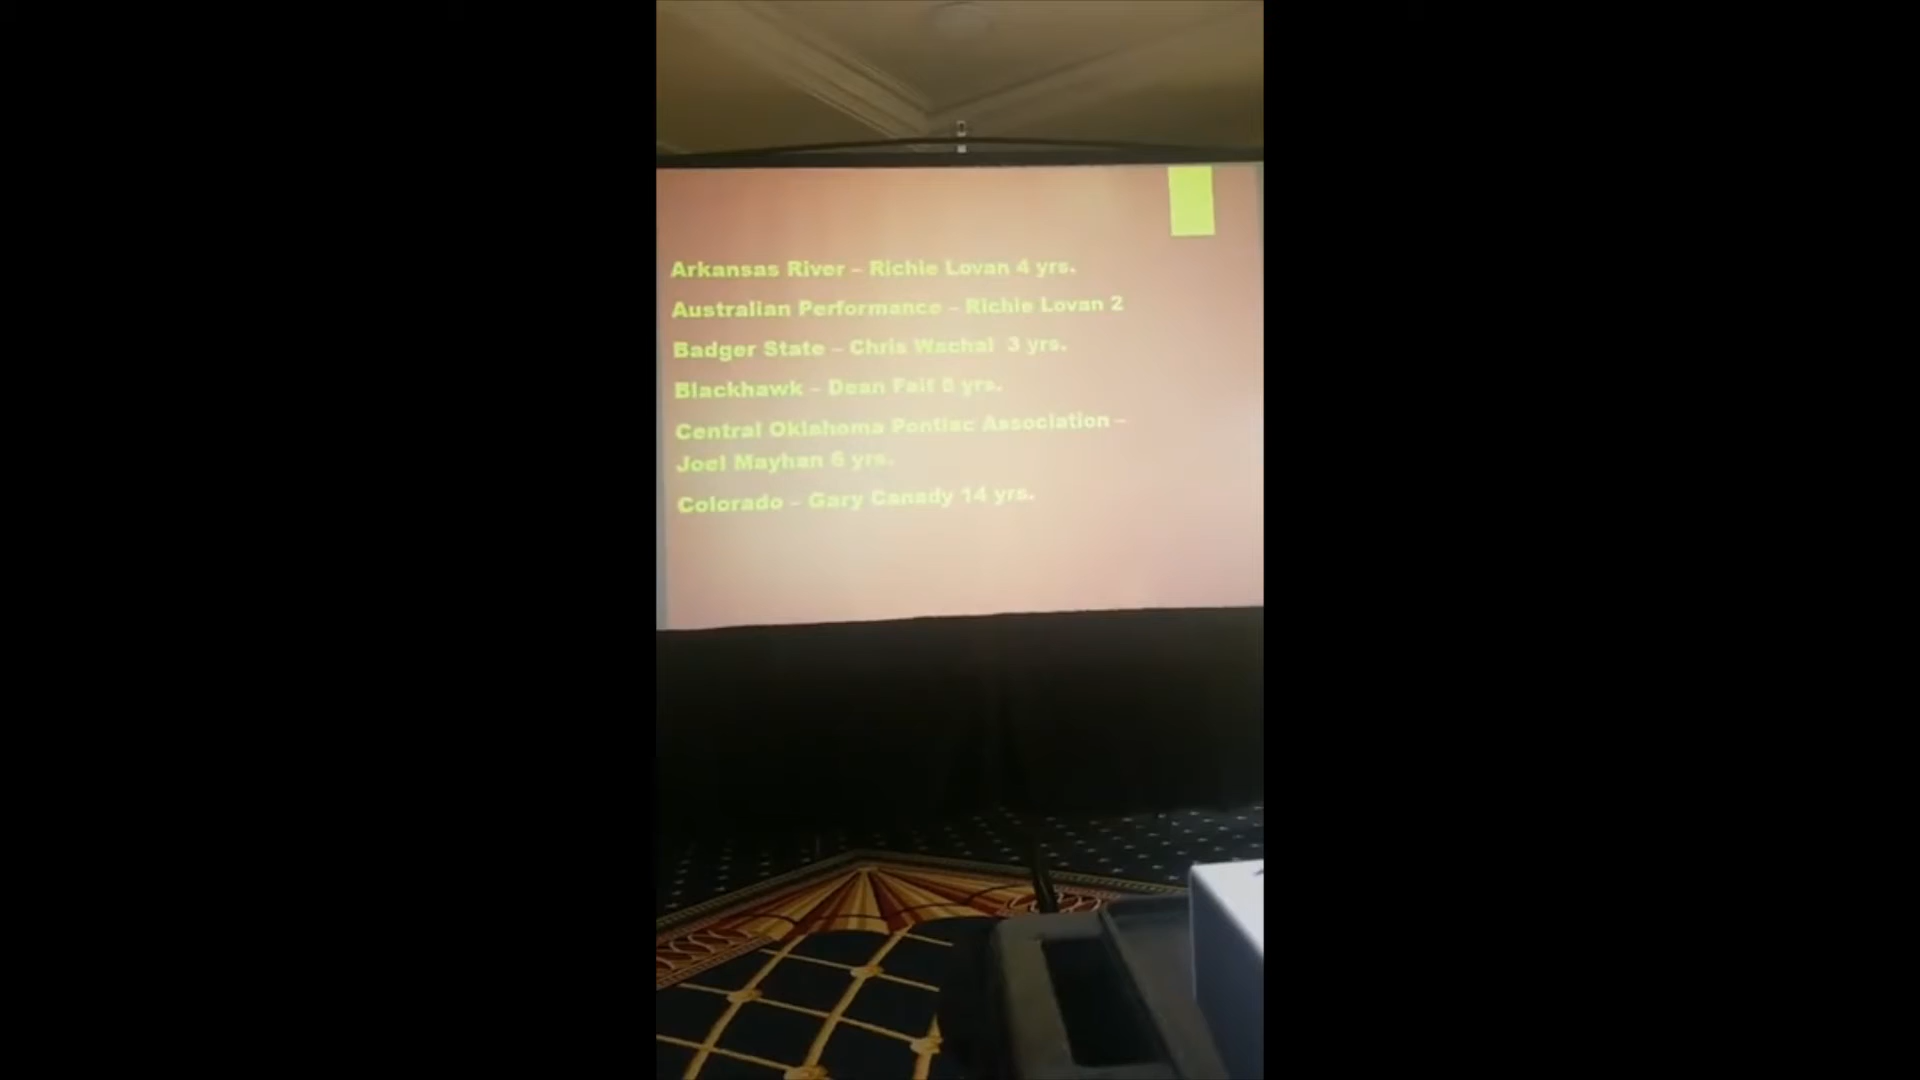 Arkansas River – Richie Lovan 4 yrs.
Australian Performance – Richie Lovan 2
Badger State – Chris Wachal 3 yrs.
Blackhawk – Dean Fait yrs.
Central Oklahoma Pontiac Association –
Joel Mayhan 6 yrs.
Colorado – Gary Canady 14 yrs.